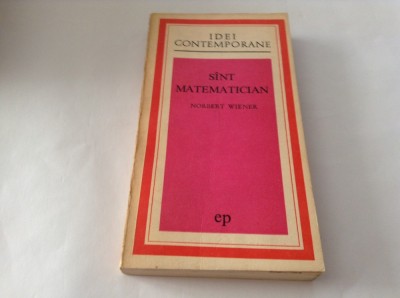 IDEI
CONTEMPORANE
SÎNT
MATEMATICIAN
NORBERT WIENER
ep